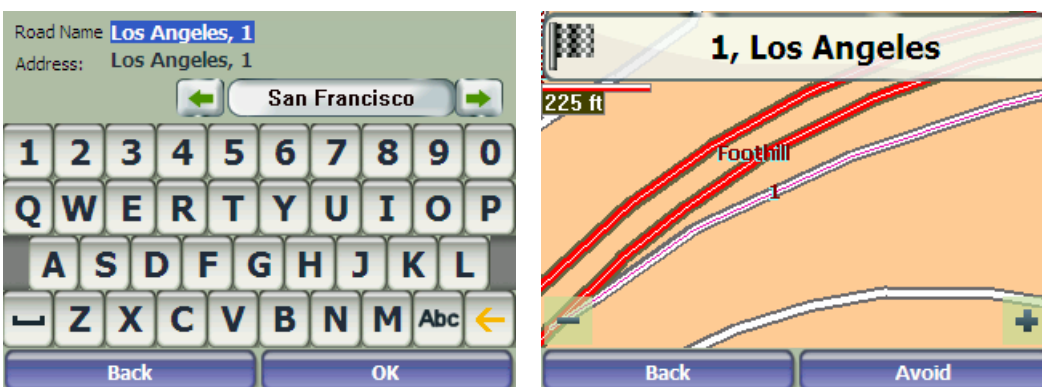 Road Name Los Angeles, 1
Address: Los Angeles, 1
San Francisco
1 2 3 4 5 6 7 8 9 0
Q W E R T Y U I O P
A S D F G H J K L
Z X C V B N M Abc
Back OK
1, Los Angeles
225 ft
Foothill
1
Back Avoid